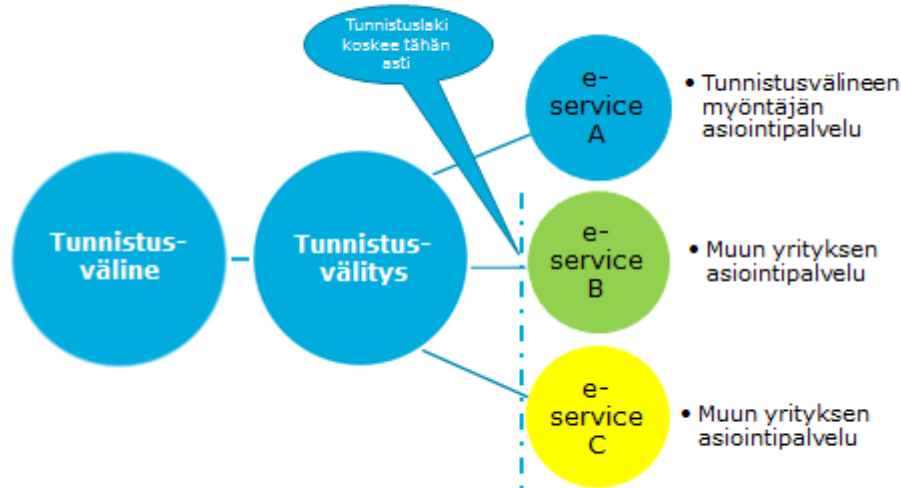 Tunnistuslaki
koskee tähän
asti
e-
service
A
• Tunnistusvälineen
myöntäjän
asiointipalvelu
Tunnistus-
väline
Tunnistus-
välitys
e-
service
B
• Muun yrityksen
asiointipalvelu
e-
service
C
• Muun yrityksen
asiointipalvelu